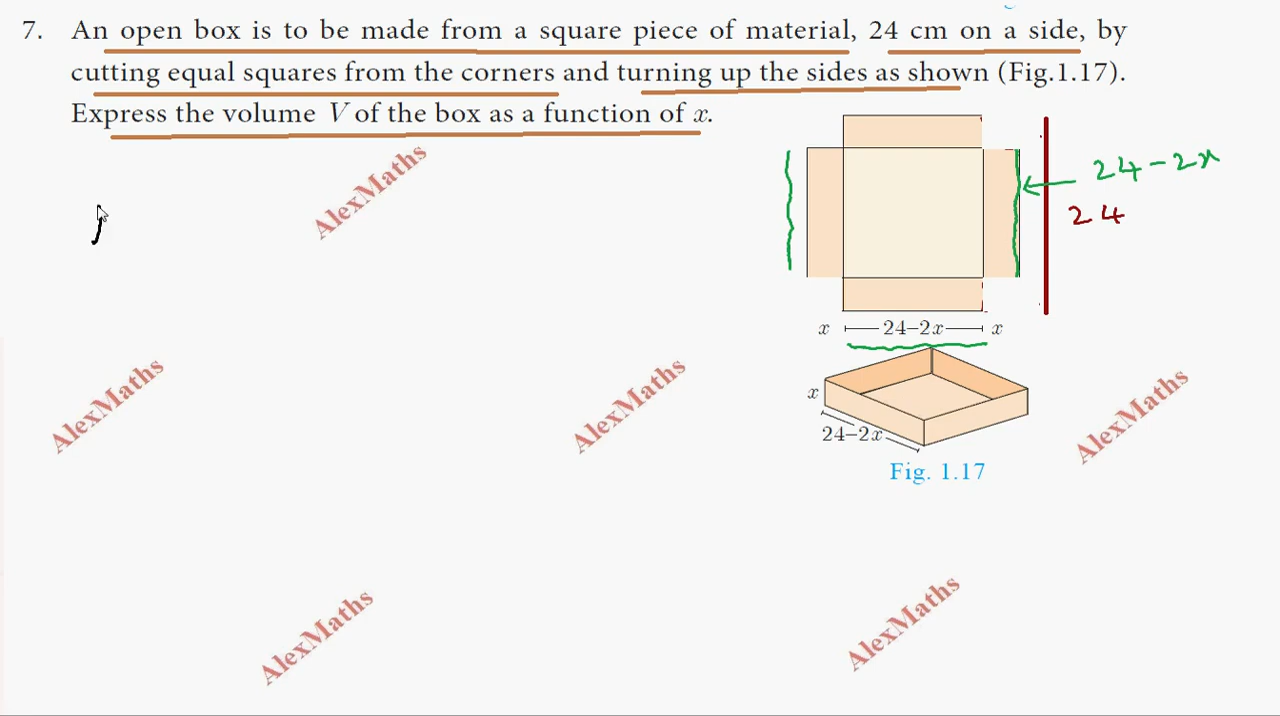 7. An open box is to be made from a square piece of material, 24 cm on a side, by
cutting equal squares from the corners and turning up the sides as shown (Fig.1.17).
Express the volume V of the box as a function of x.
AlexMaths
24-2x
24
x 24–2x x
x
24–2x
Fig. 1.17
AlexMaths
AlexMaths
AlexMaths
AlexMaths
AlexMaths